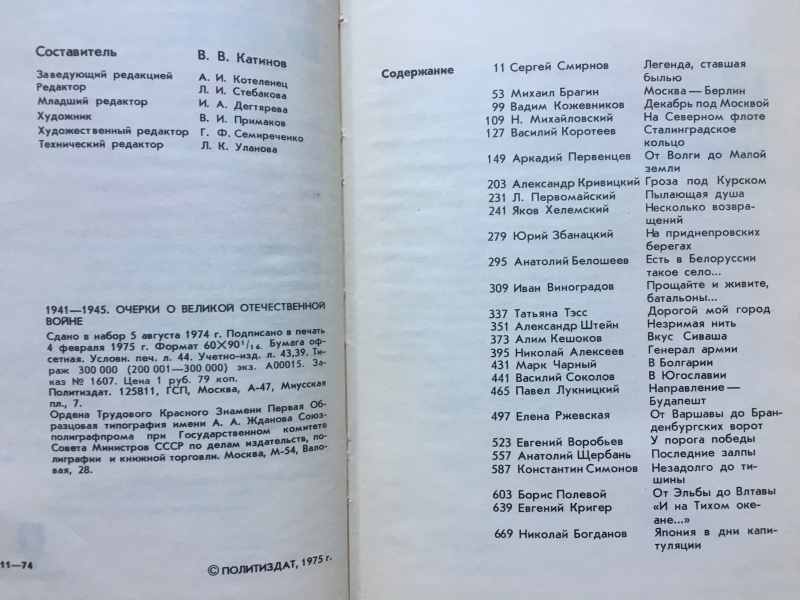 Составитель В. В. Катинов
Заведующий редакцией А. И. Котеленец
Редактор Л. И. Стебакова
Младший редактор И. А. Дегтярева
Художник В. И. Примаков
Художественный редактор Г. Ф. Семиреченко
Технический редактор Л. К. Уланова
1941—1945. ОЧЕРКИ О ВЕЛИКОЙ ОТЕЧЕСТВЕННОЙ
ВОЙНЕ
Сдано в набор 5 августа 1974 г. Подписано в печать
4 февраля 1975 г. Формат 60×90¹/₁₆. Бумага оф-
сетная. Условн. печ. л. 44. Учетно-изд. л. 43,39. Ти-
раж 300 000 (200 001—300 000) экз. А00015. За-
каз № 1607. Цена 1 руб. 79 коп.
Политиздат. 125811, ГСП, Москва, А-47, Миусская
пл., 7.
Ордена Трудового Красного Знамени Первая Об-
разцовая типография имени А. А. Жданова Союз-
полиграфпрома при Государственном комитете
Совета Министров СССР по делам издательств, по-
лиграфии и книжной торговли. Москва, М-54, Вало-
вая, 28.
11—74
© ПОЛИТИЗДАТ, 1975 г.
Содержание
11 Сергей Смирнов Легенда, ставшая
былью
53 Михаил Брагин Москва — Берлин
99 Вадим Кожевников Декабрь под Москвой
109 Н. Михайловский На Северном флоте
127 Василий Коротеев Сталинградское
кольцо
149 Аркадий Первенцев От Волги до Малой
земли
203 Александр Кривицкий Гроза под Курском
231 Л. Первомайский Пылающая душа
241 Яков Хелемский Несколько возвра-
щений
279 Юрий Збанацкий На приднепровских
берегах
295 Анатолий Белошеев Есть в Белоруссии
такое село...
309 Иван Виноградов Прощайте и живите,
батальоны...
337 Татьяна Тэсс Дорогой мой город
351 Александр Штейн Незримая нить
373 Алим Кешоков Вкус Сиваша
395 Николай Алексеев Генерал армии
431 Марк Чарный В Болгарии
441 Василий Соколов В Югославии
465 Павел Лукницкий Направление —
Будапешт
497 Елена Ржевская От Варшавы до Бран-
денбургских ворот
523 Евгений Воробьев У порога победы
557 Анатолий Щербань Последние залпы
587 Константин Симонов Незадолго до ти-
шины
603 Борис Полевой От Эльбы до Влтавы
639 Евгений Кригер «И на Тихом оке-
ане...»
669 Николай Богданов Япония в дни капи-
туляции